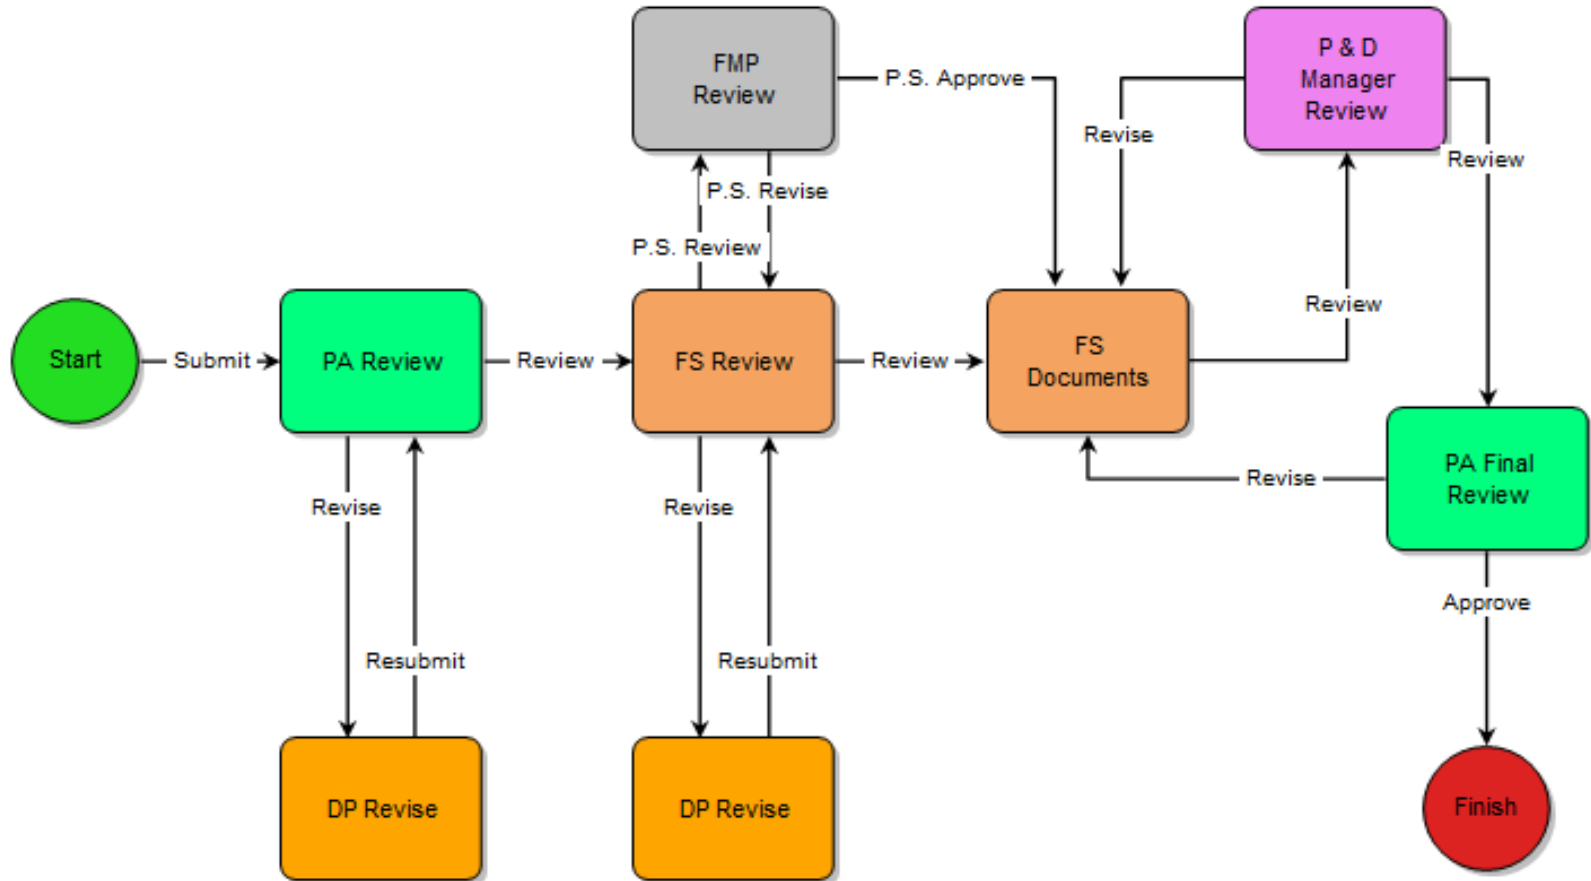 FMP
Review
P.S. Approve
P & D
Manager
Review
Revise
Review
P.S. Revise
P.S. Review
Review
Start
Submit
PA Review
Review
FS Review
Review
FS
Documents
Revise
PA Final
Review
Revise
Revise
Approve
Resubmit
Resubmit
DP Revise
DP Revise
Finish